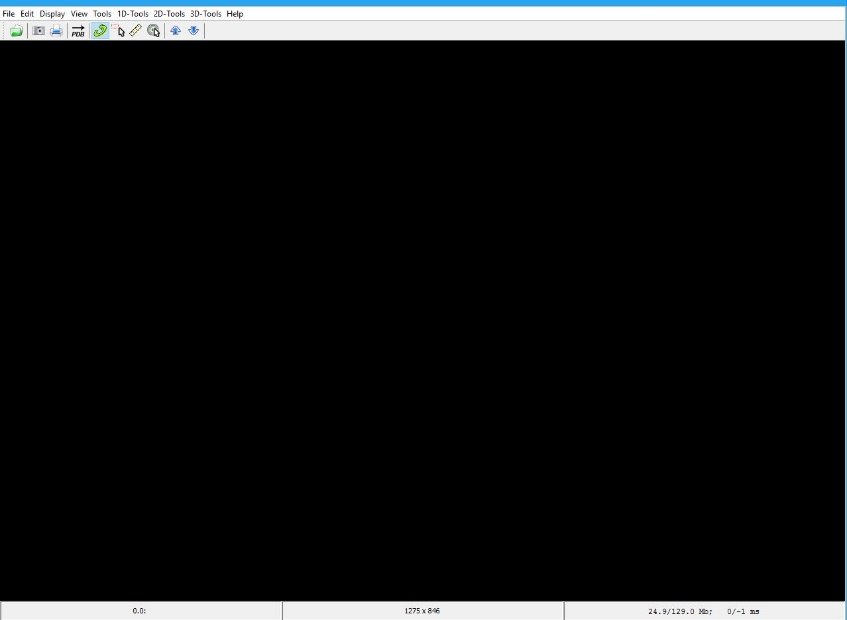 File Edit Display View Tools 1D-Tools 2D-Tools 3D-Tools Help
PDB
0.0:
1275 x 846
24.9/129.0 Mb; 0/-1 ms